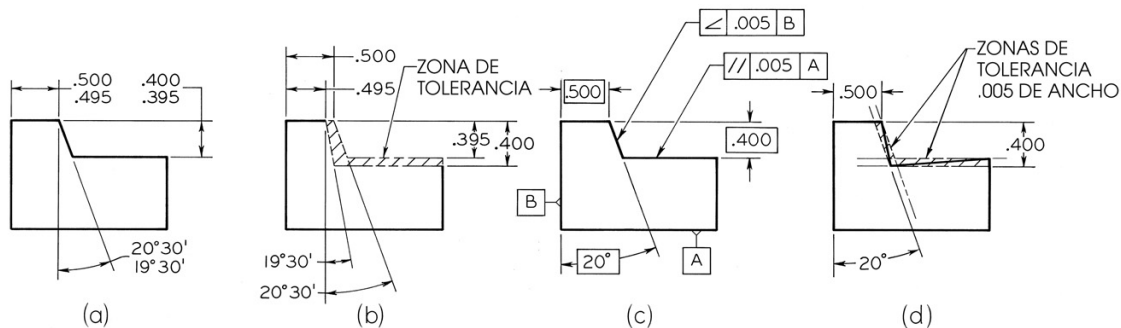 .500 .400
.495 .395
20°30'
19°30'
(a)
.500
.495
ZONA DE
TOLERANCIA
.395
.400
19°30'
20°30'
(b)
∠ .005 B
// .005 A
.500
.400
B
A
20°
(c)
ZONAS DE
TOLERANCIA
.005 DE ANCHO
.500
.400
20°
(d)